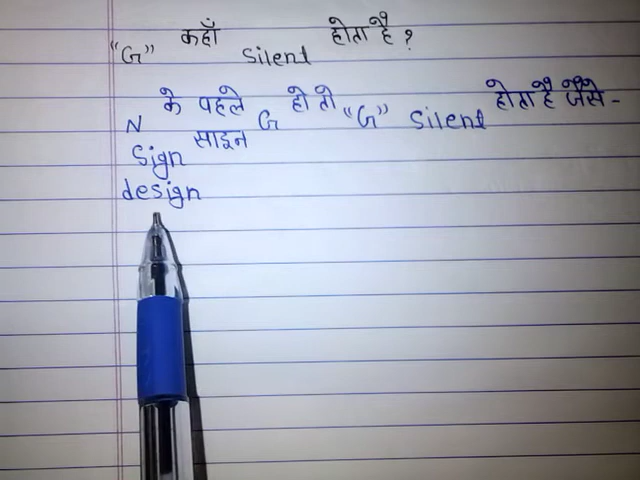 "G" कहाँ silent होता है ?
N के पहले G हो तो "G" silent होता है जैसे -
sign साइन
design